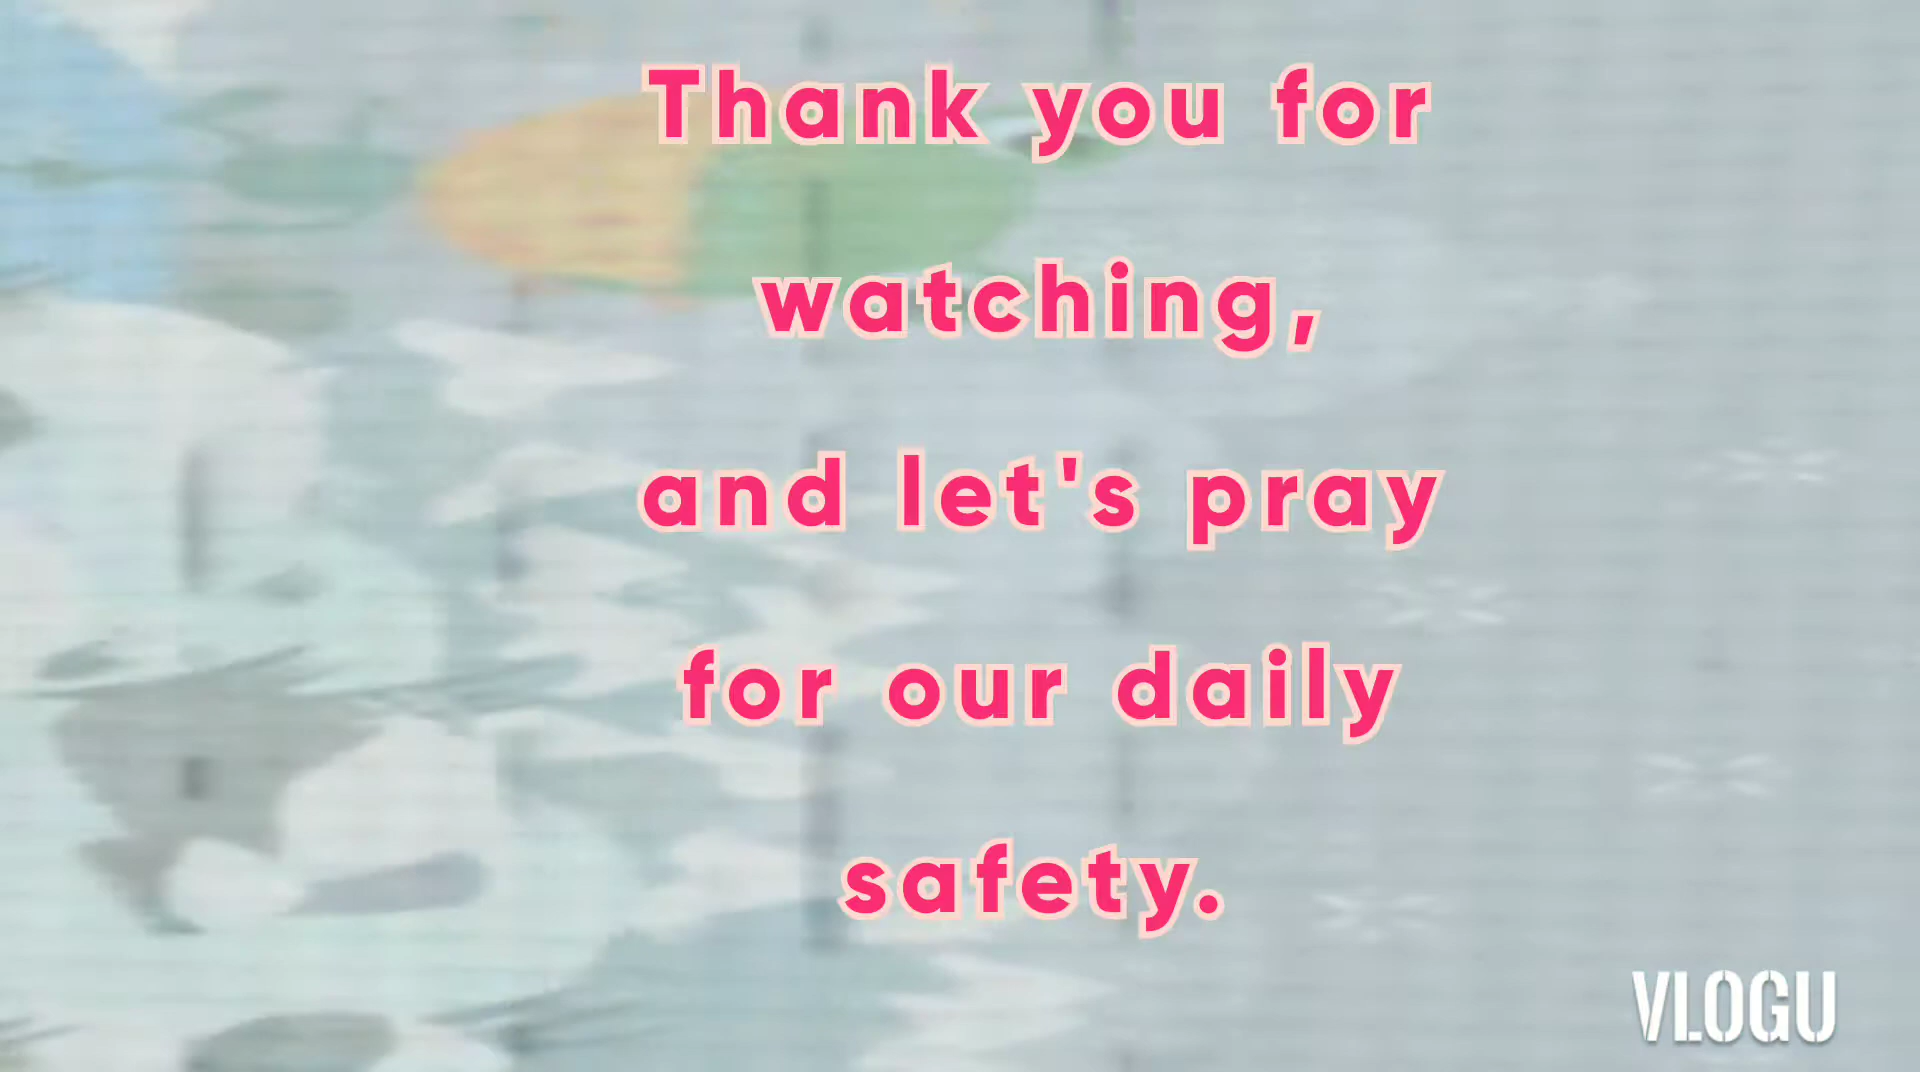 Thank you for
watching,
and let's pray
for our daily
safety.
VLOGU